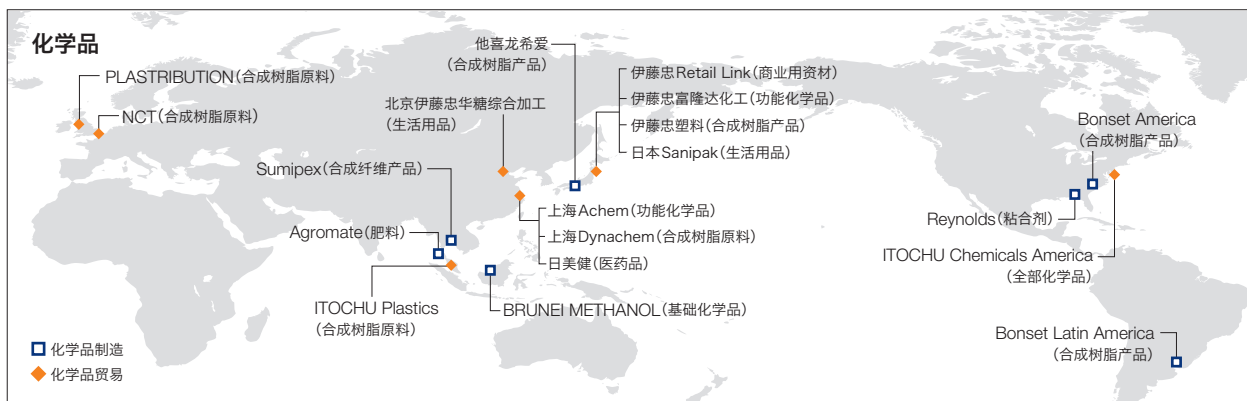 化学品
PLASTRIBUTION（合成树脂原料）
NCT（合成树脂原料）
北京伊藤忠华糖综合加工
（生活用品）
他喜龙希爱
（合成树脂产品）
伊藤忠Retail Link（商业用资材）
伊藤忠富隆达化工（功能化学品）
伊藤忠塑料（合成树脂产品）
日本Sanipak（生活用品）
Sumipex（合成纤维产品）
Agromate（肥料）
ITOCHU Plastics
（合成树脂原料）
上海Achem（功能化学品）
上海Dynachem（合成树脂原料）
日美健（医药品）
BRUNEI METHANOL（基础化学品）
Bonset America
（合成树脂产品）
Reynolds（粘合剂）
ITOCHU Chemicals America
（全部化学品）
Bonset Latin America
（合成树脂产品）
化学品制造
化学品贸易